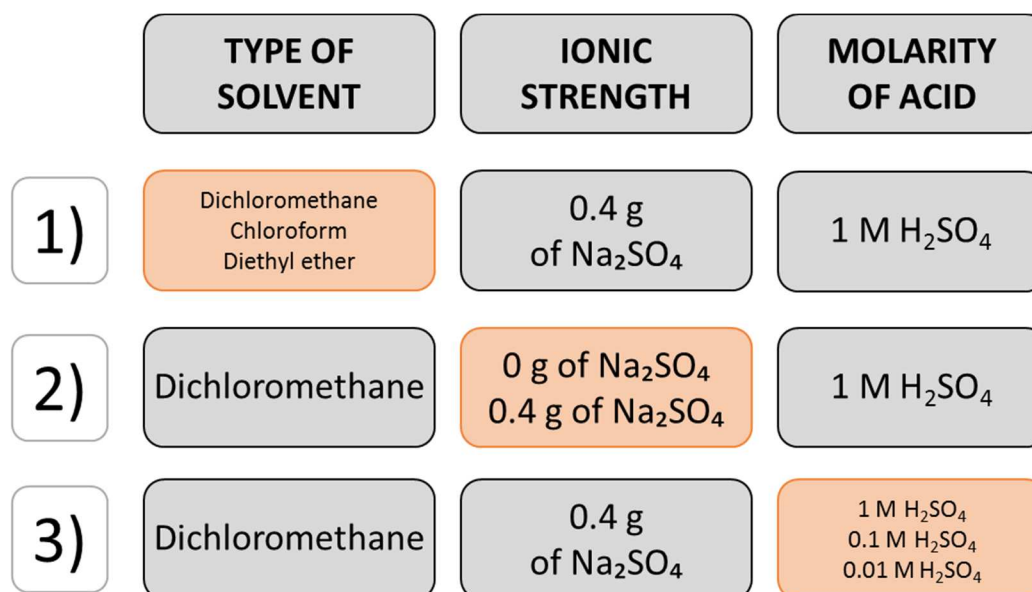 TYPE OF
SOLVENT
IONIC
STRENGTH
MOLARITY
OF ACID
1)
Dichloromethane
Chloroform
Diethyl ether
0.4 g
of Na₂SO₄
1 M H₂SO₄
2)
Dichloromethane
0 g of Na₂SO₄
0.4 g of Na₂SO₄
1 M H₂SO₄
3)
Dichloromethane
0.4 g
of Na₂SO₄
1 M H₂SO₄
0.1 M H₂SO₄
0.01 M H₂SO₄